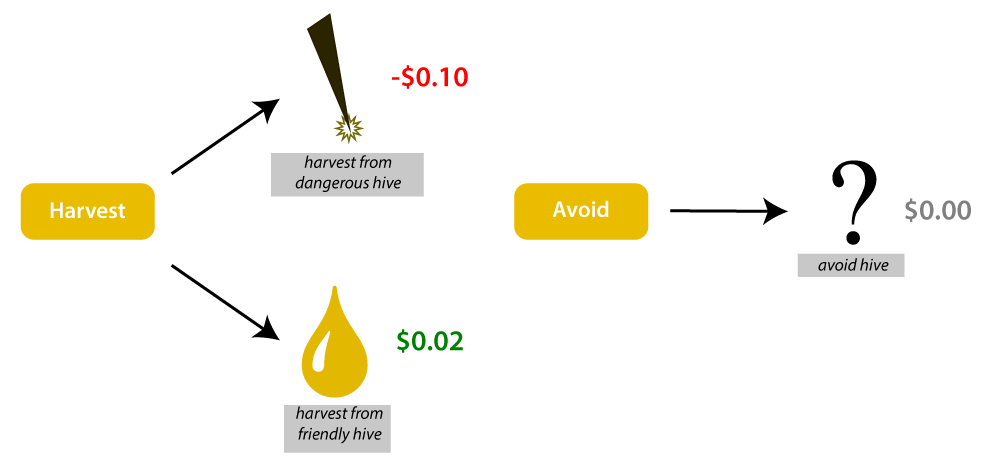 -$0.10
harvest from
dangerous hive
Harvest
$0.02
harvest from
friendly hive
Avoid
?
$0.00
avoid hive